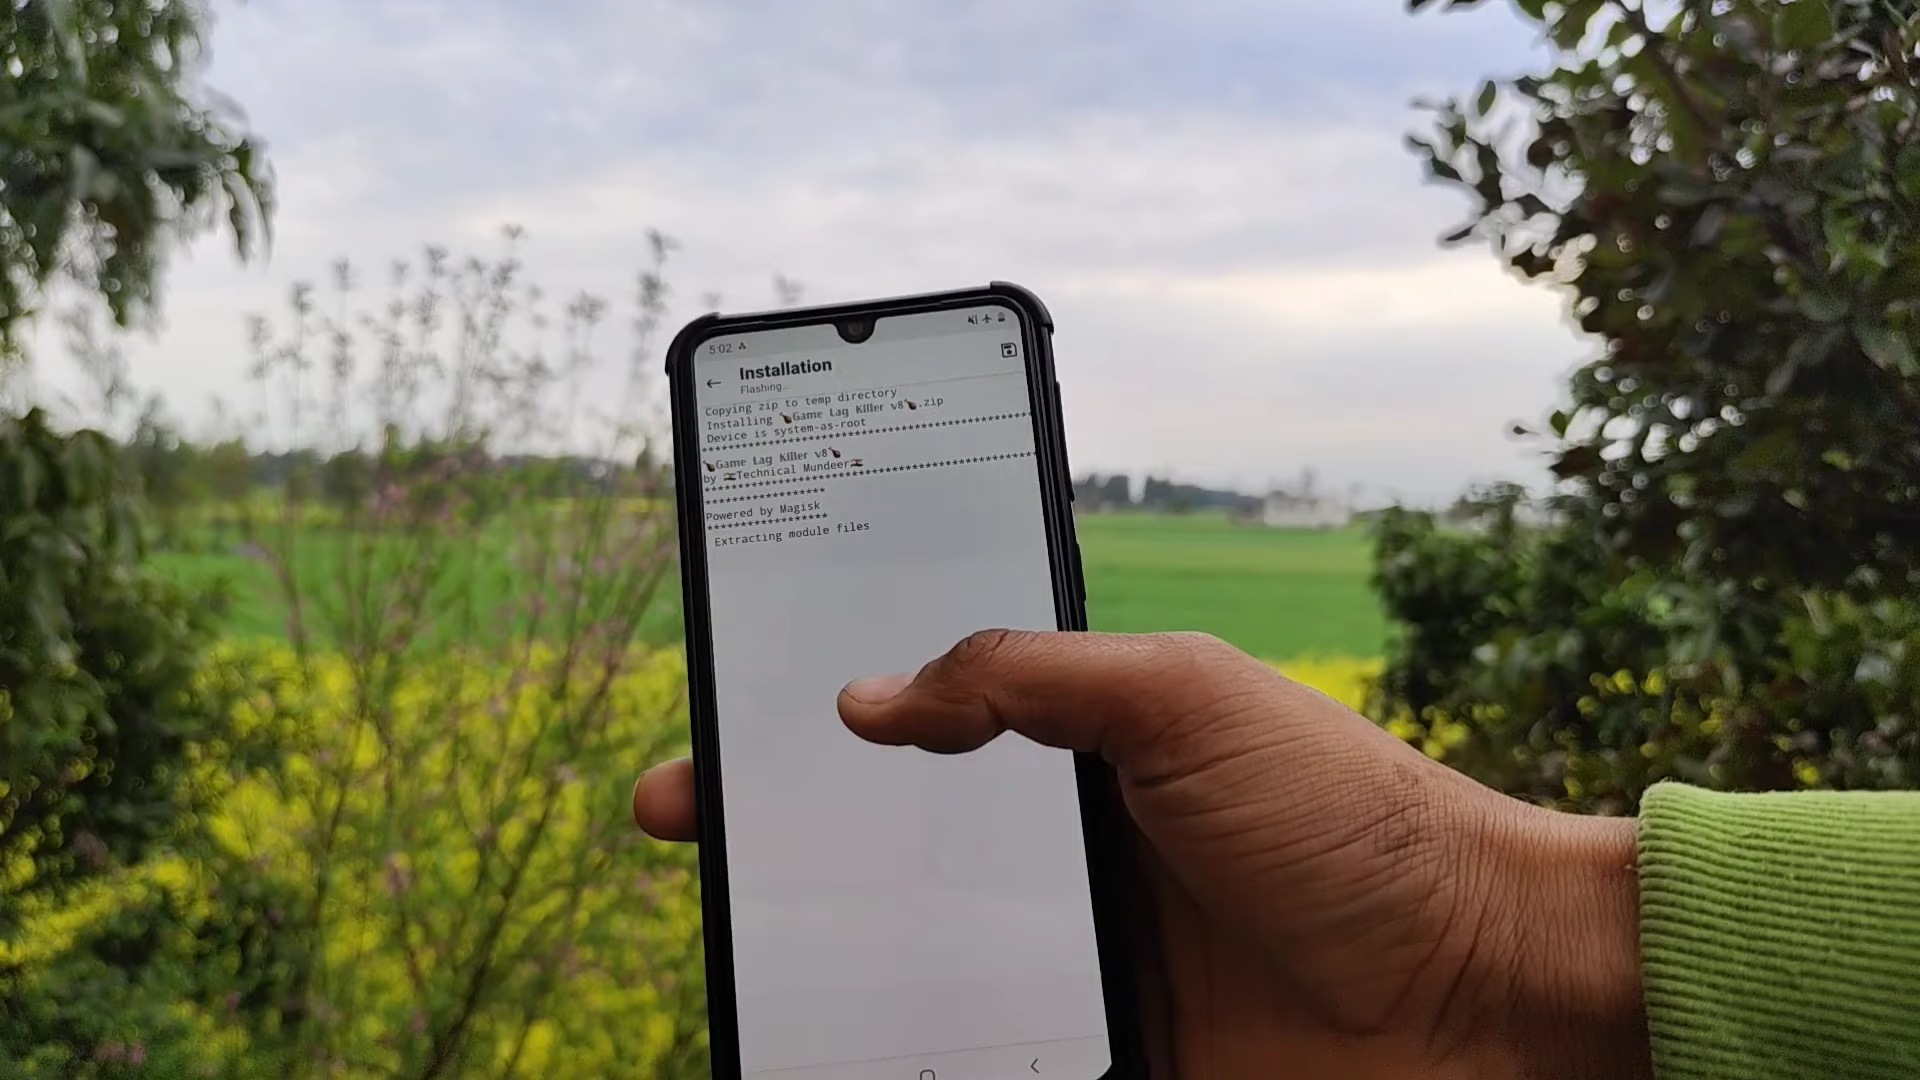 5:02
Installation
Flashing..
Copying zip to temp directory
Installing 💣Game Lag Killer v8💣.zip
Device is system-as-root
💣Game Lag Killer v8💣
by 🇮🇳Technical Mundeer🇮🇳
******************
Powered by Magisk
******************
Extracting module files